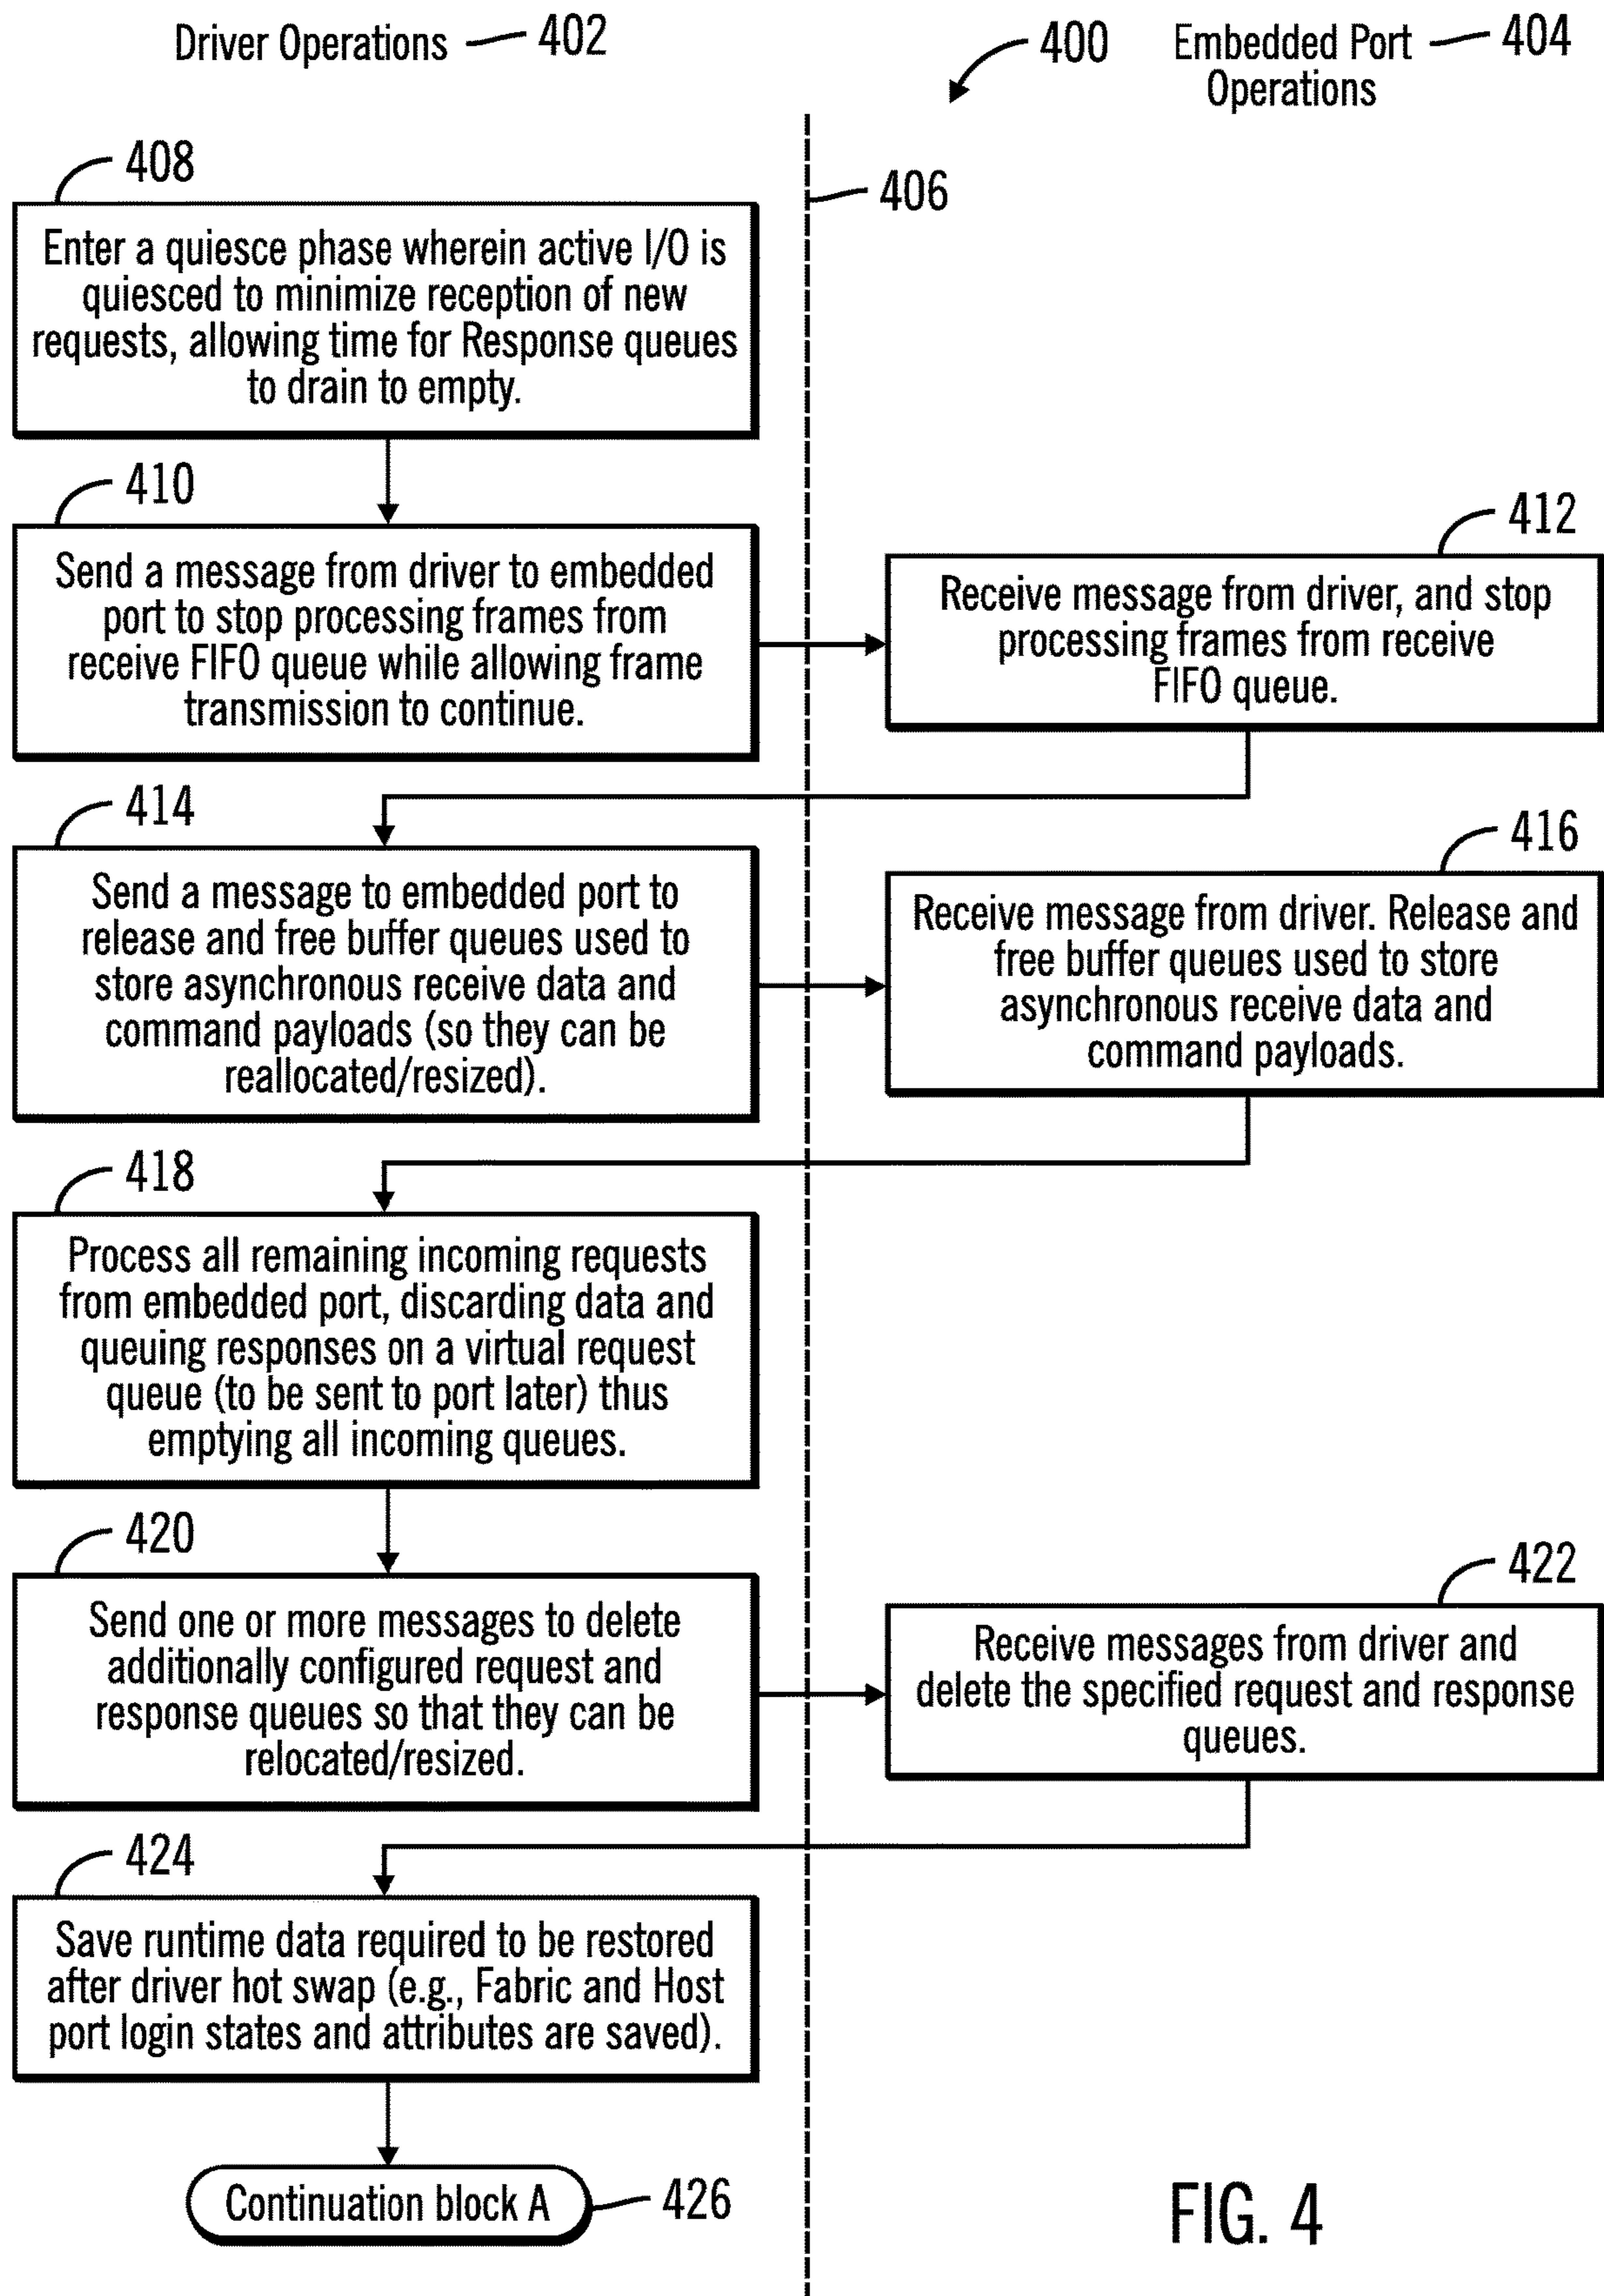 Driver Operations 402
400
Embedded Port 404
Operations
406
408
Enter a quiesce phase wherein active I/O is
quiesced to minimize reception of new
requests, allowing time for Response queues
to drain to empty.
410
Send a message from driver to embedded
port to stop processing frames from
receive FIFO queue while allowing frame
transmission to continue.
412
Receive message from driver, and stop
processing frames from receive
FIFO queue.
414
Send a message to embedded port to
release and free buffer queues used to
store asynchronous receive data and
command payloads (so they can be
reallocated/resized).
416
Receive message from driver. Release and
free buffer queues used to store
asynchronous receive data and
command payloads.
418
Process all remaining incoming requests
from embedded port, discarding data and
queuing responses on a virtual request
queue (to be sent to port later) thus
emptying all incoming queues.
420
Send one or more messages to delete
additionally configured request and
response queues so that they can be
relocated/resized.
422
Receive messages from driver and
delete the specified request and response
queues.
424
Save runtime data required to be restored
after driver hot swap (e.g., Fabric and Host
port login states and attributes are saved).
Continuation block A 426
FIG. 4